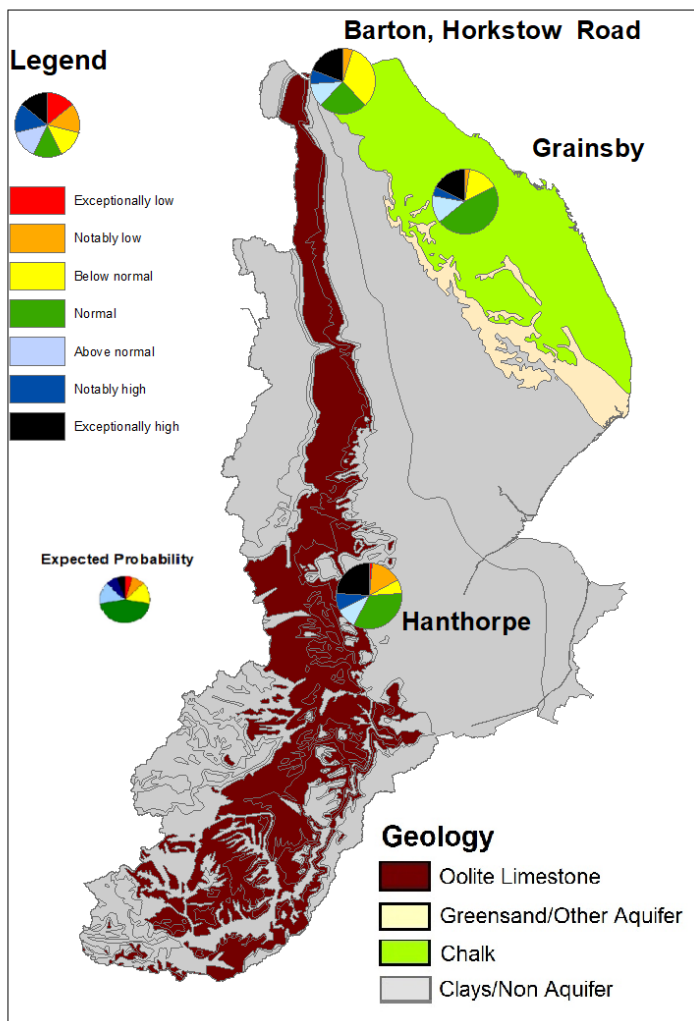 Barton, Horkstow Road
Legend
Grainsby
Exceptionally low
Notably low
Below normal
Normal
Above normal
Notably high
Exceptionally high
Expected Probability
Hanthorpe
Geology
Oolite Limestone
Greensand/Other Aquifer
Chalk
Clays/Non Aquifer